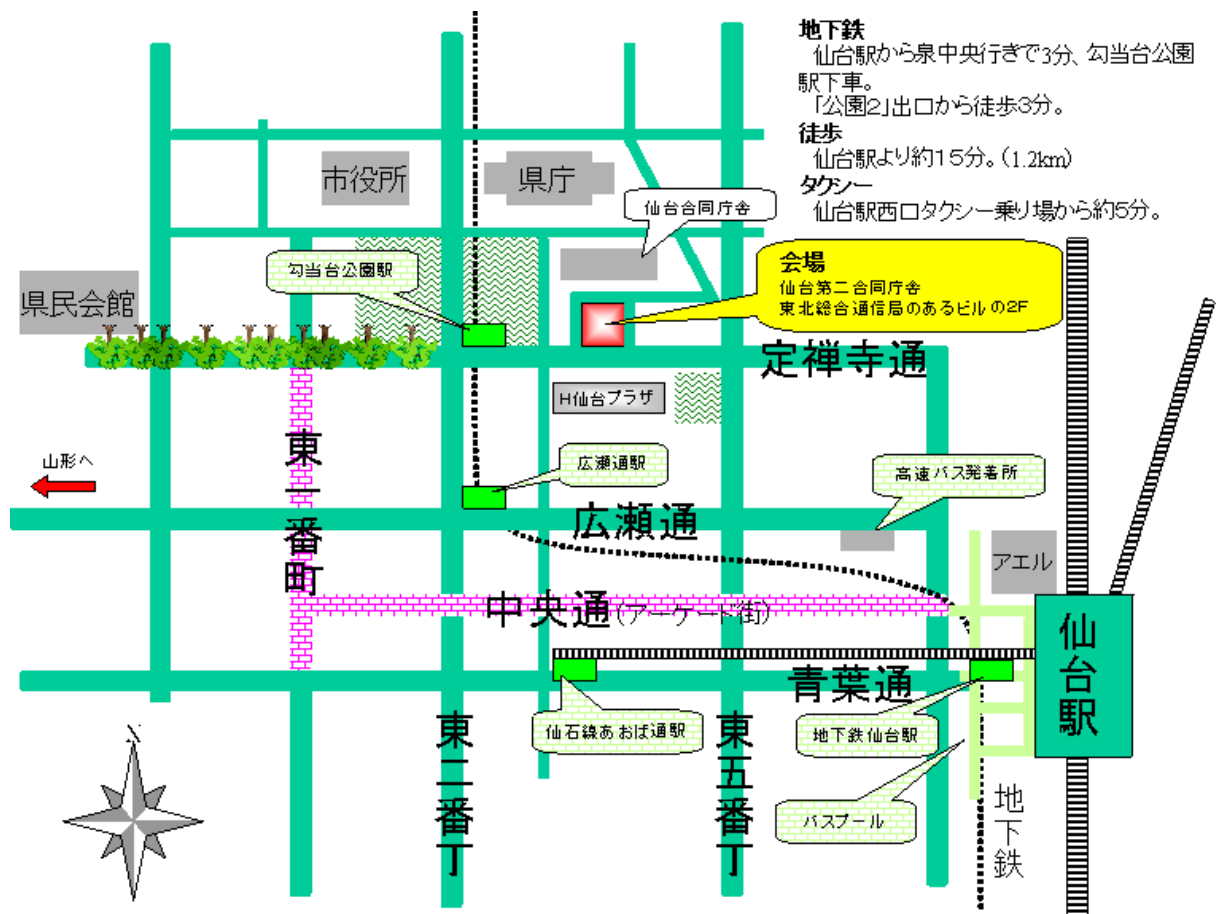 地下鉄
仙台駅から泉中央行きで3分、勾当台公園
駅下車。
「公園2」出口から徒歩3分。
徒歩
仙台駅より約15分。(1.2km)
タクシー
仙台駅西口タクシー乗り場から約5分。
市役所
県庁
仙台合同庁舎
勾当台公園駅
会場
仙台第二合同庁舎
東北総合通信局のあるビルの2F
県民会館
定禅寺通
H仙台プラザ
東一番町
山形へ
広瀬通駅
高速バス発着所
広瀬通
アエル
中央通(アーケード街)
仙台駅
青葉通
仙石線あおば通駅
地下鉄仙台駅
東二番丁
東五番丁
バスプール
地下鉄
N